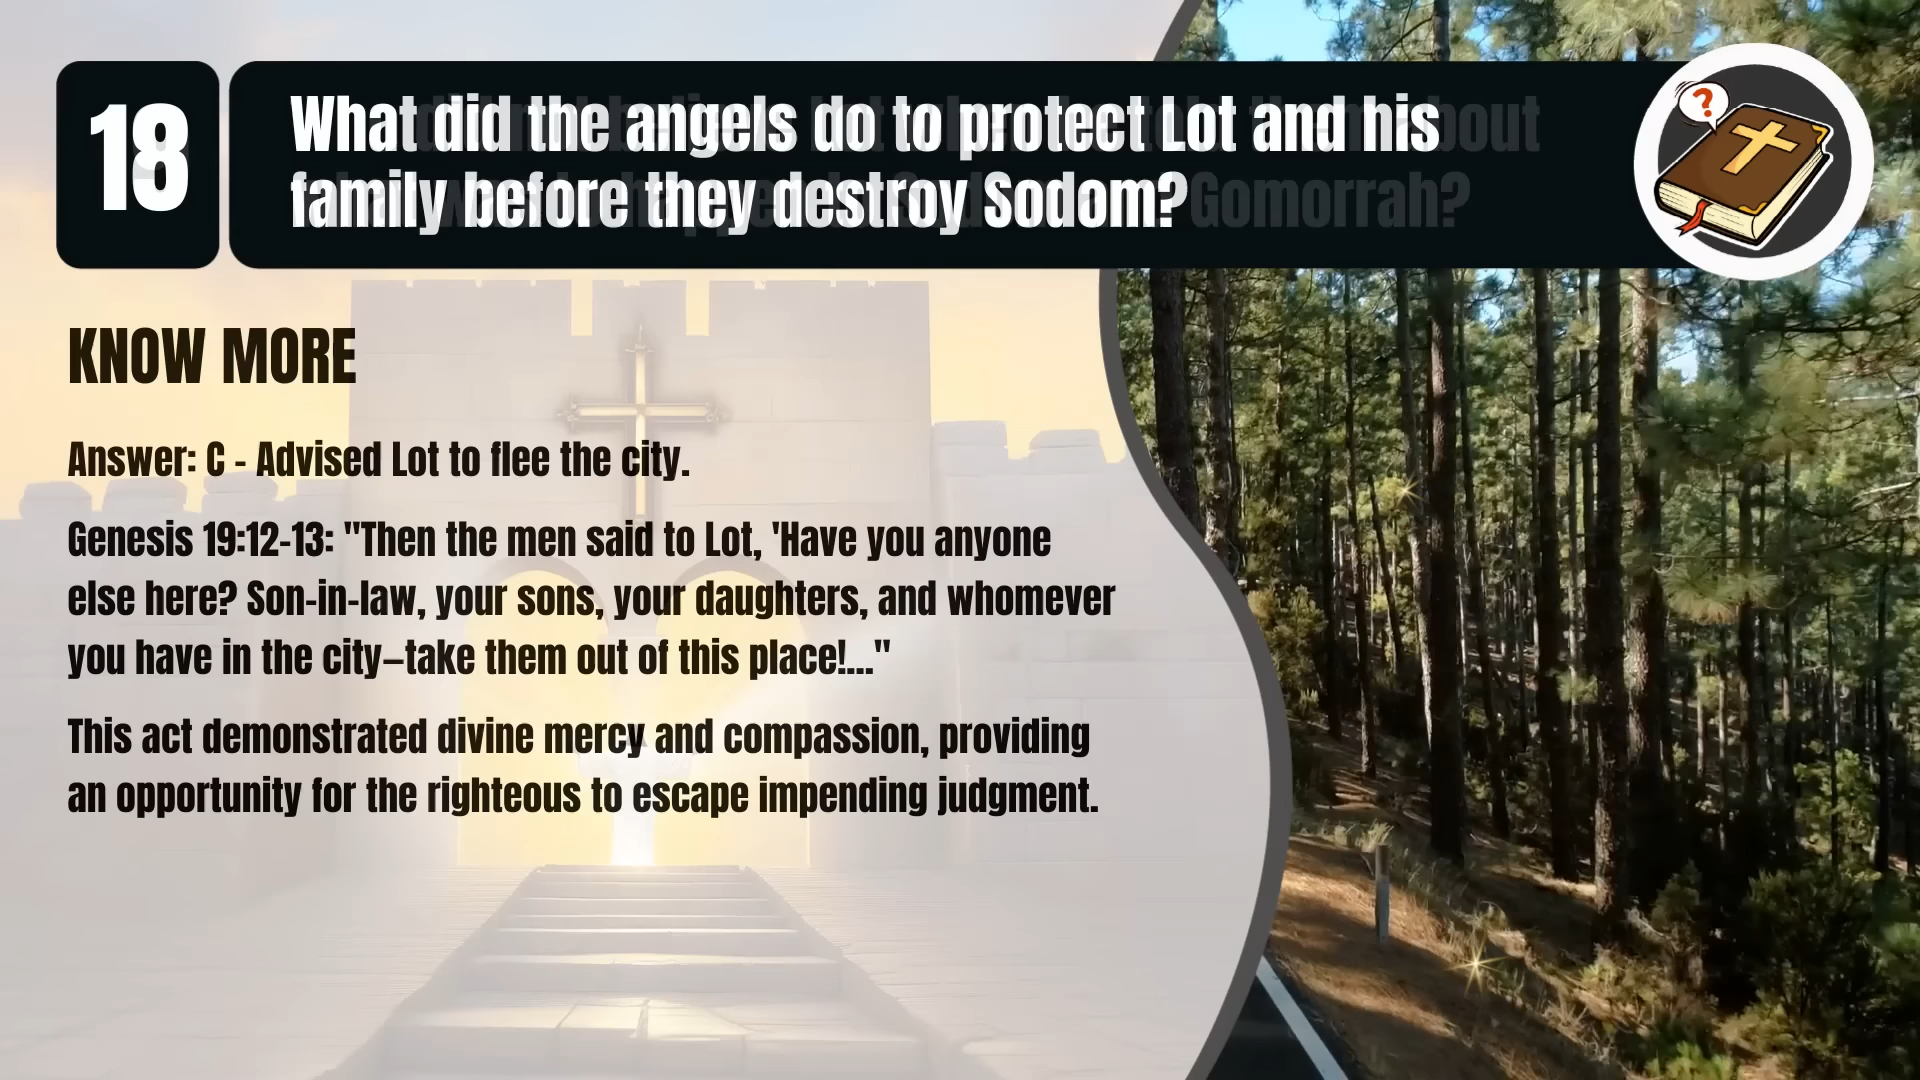 18
What did the angels do to protect Lot and his
family before they destroy Sodom?
Gomorrah?
KNOW MORE
Answer: C - Advised Lot to flee the city.
Genesis 19:12-13: "Then the men said to Lot, 'Have you anyone
else here? Son-in-law, your sons, your daughters, and whomever
you have in the city—take them out of this place!..."
This act demonstrated divine mercy and compassion, providing
an opportunity for the righteous to escape impending judgment.
?